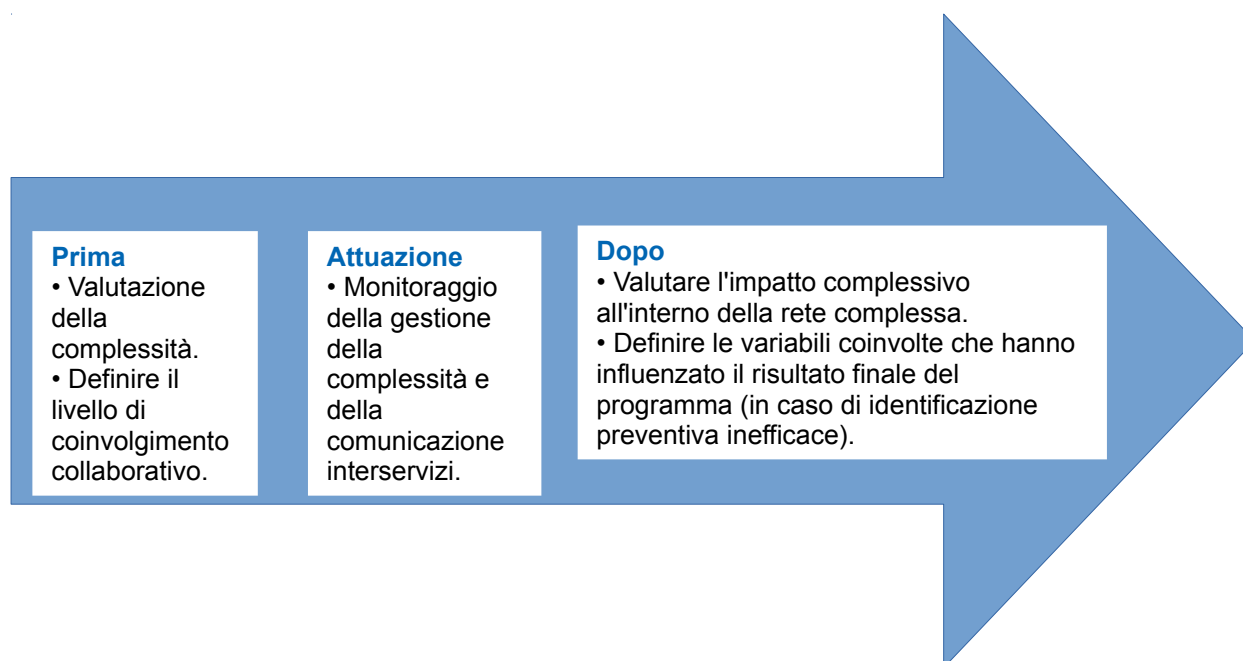 Prima
• Valutazione
della
complessità.
• Definire il
livello di
coinvolgimento
collaborativo.
Attuazione
• Monitoraggio
della gestione
della
complessità e
della
comunicazione
interservizi.
Dopo
• Valutare l'impatto complessivo
all'interno della rete complessa.
• Definire le variabili coinvolte che hanno
influenzato il risultato finale del
programma (in caso di identificazione
preventiva inefficace).